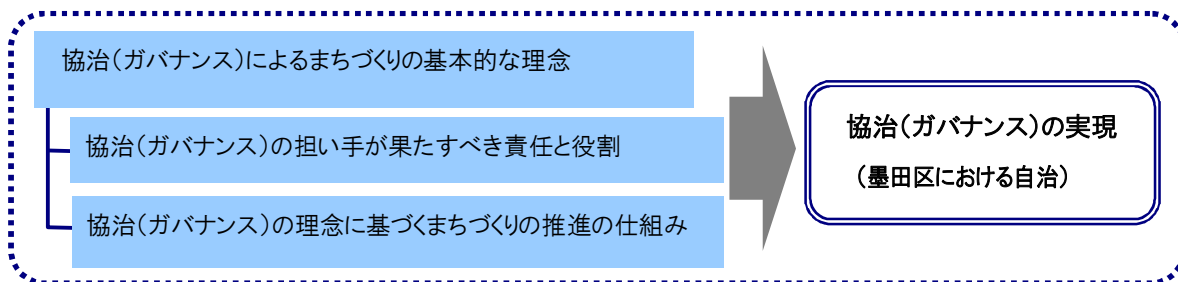 協治(ガバナンス)によるまちづくりの基本的な理念
協治(ガバナンス)の担い手が果たすべき責任と役割
協治(ガバナンス)の理念に基づくまちづくりの推進の仕組み
協治(ガバナンス)の実現
(墨田区における自治)